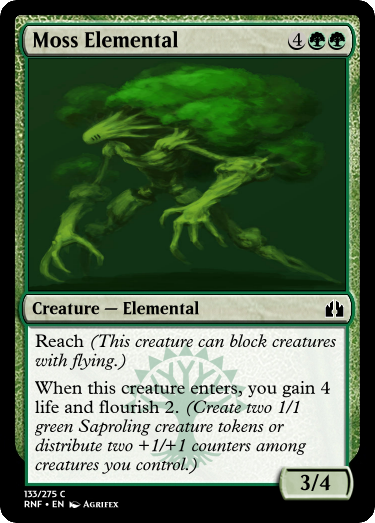 Moss Elemental 4
Creature — Elemental
Reach (This creature can block creatures
with flying.)
When this creature enters, you gain 4
life and flourish 2. (Create two 1/1
green Saproling creature tokens or
distribute two +1/+1 counters among
creatures you control.)
3/4
133/275 C
RNF • EN Agrifex